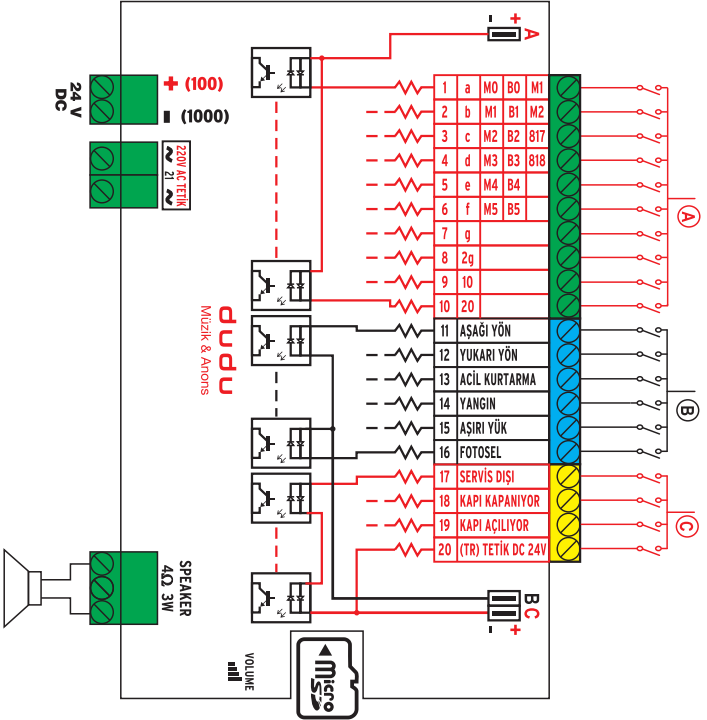 - +
A
24 V
DC
+ (100)
- (1000)
220V AC TETİK
~ 21 ~
1 a M0 B0 M1
2 b M1 B1 M2
3 c M2 B2 817
4 d M3 B3 818
5 e M4 B4
6 f M5 B5
7 g
8 2g
9 10
10 20
11 AŞAĞI YÖN
12 YUKARI YÖN
13 ACİL KURTARMA
14 YANGIN
15 AŞIRI YÜK
16 FOTOSEL
17 SERVİS DIŞI
18 KAPI KAPANIYOR
19 KAPI AÇILIYOR
20 (TR) TETİK DC 24V
A
B
C
dudu
Müzik & Anons
SPEAKER
4Ω 3W
B
C
- +
VOLUME
Micro
SD